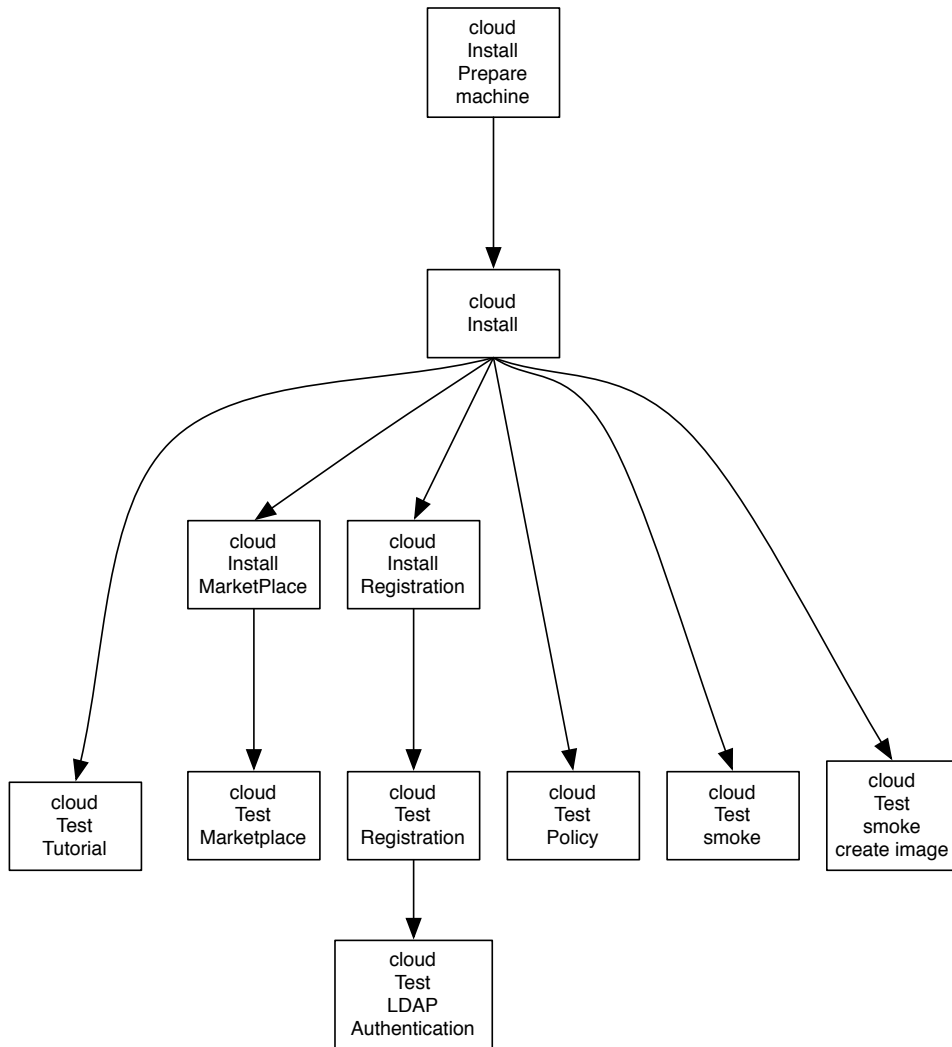 cloud
Install
Prepare
machine
cloud
Install
cloud
Install
MarketPlace
cloud
Install
Registration
cloud
Test
Tutorial
cloud
Test
Marketplace
cloud
Test
Registration
cloud
Test
Policy
cloud
Test
smoke
cloud
Test
smoke
create image
cloud
Test
LDAP
Authentication